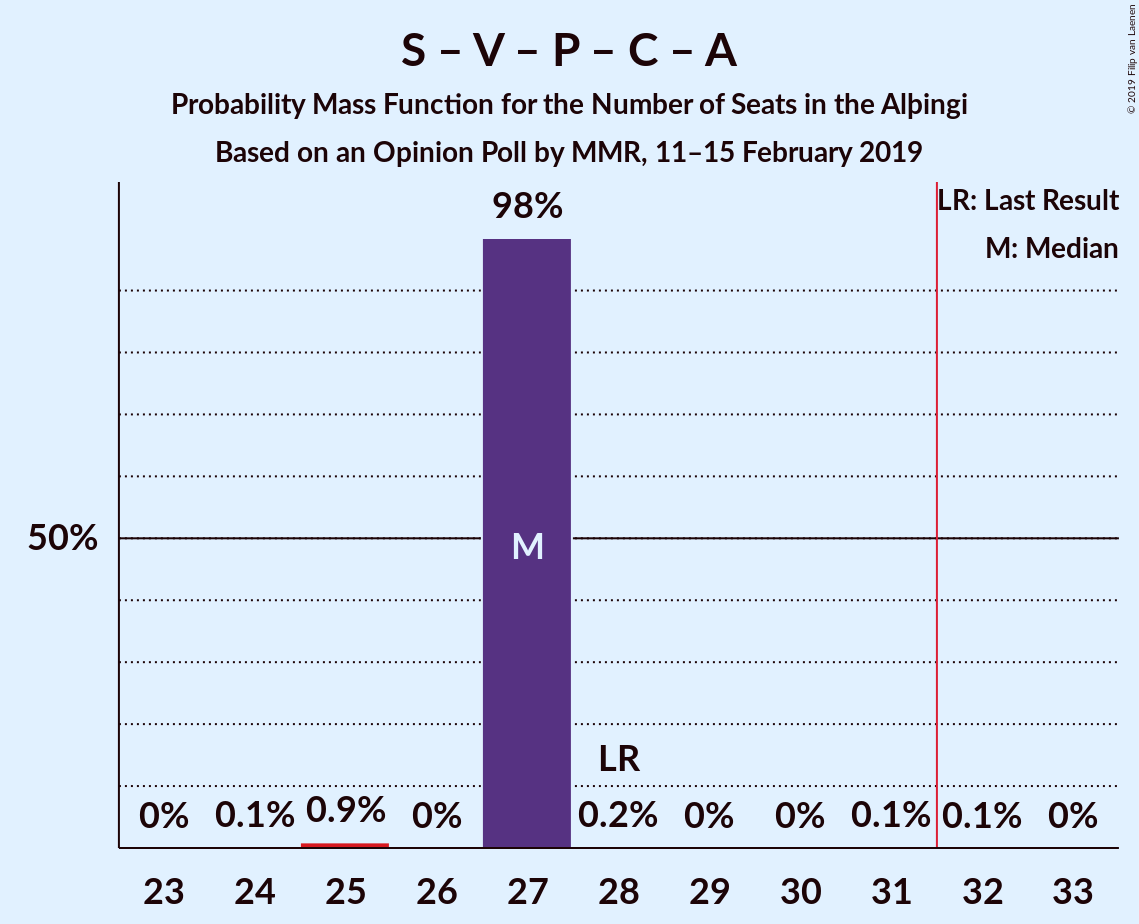 S – V – P – C – A
Probability Mass Function for the Number of Seats in the Alþingi
Based on an Opinion Poll by MMR, 11–15 February 2019
© 2019 Filip van Laenen
LR: Last Result
M: Median
98%
50%
M
LR
0% 0.1% 0.9% 0% 0.2% 0% 0% 0.1% 0.1% 0%
23 24 25 26 27 28 29 30 31 32 33